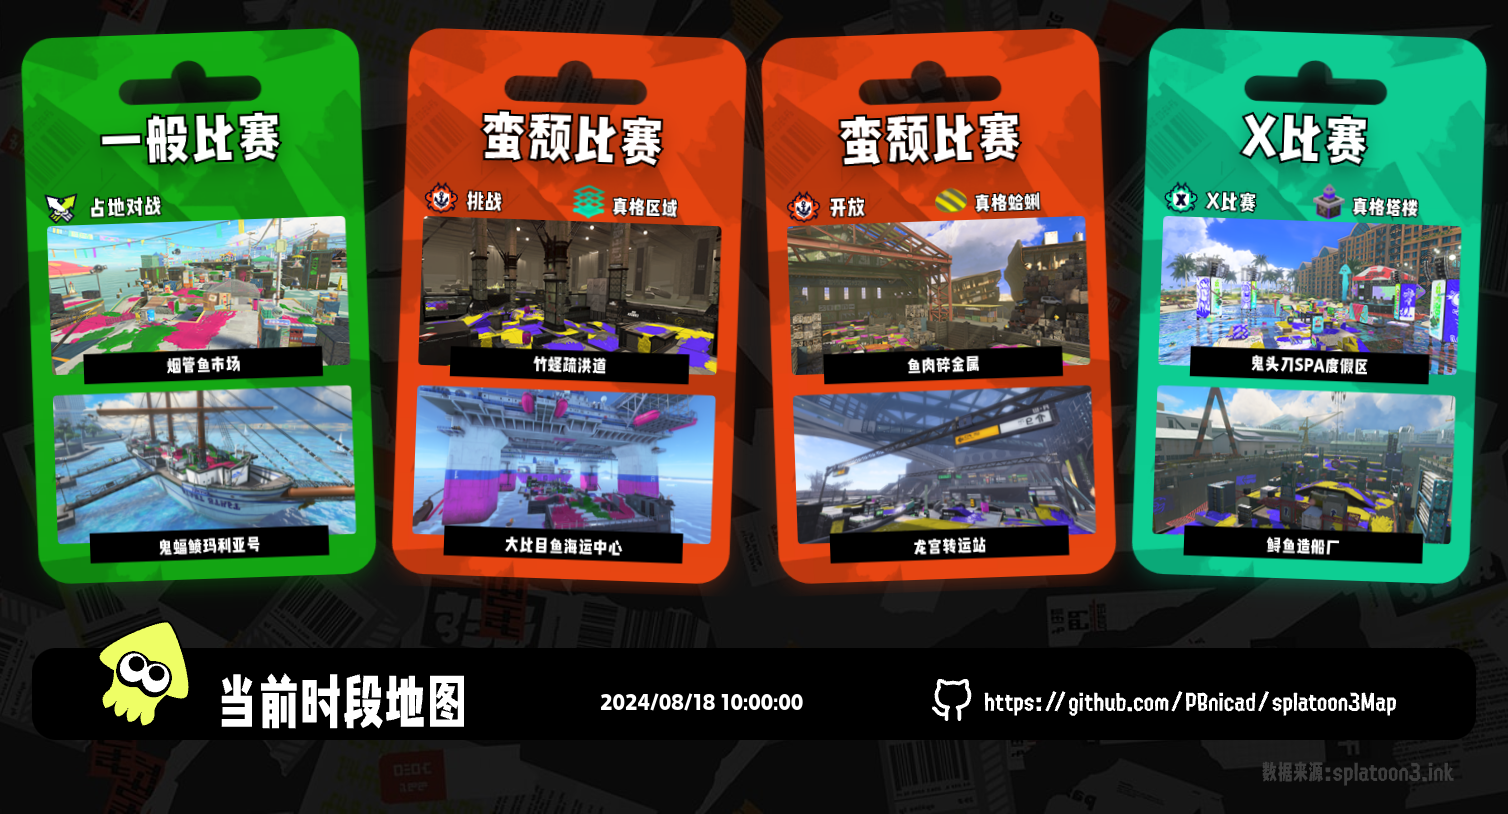 一般比赛
占地对战
烟管鱼市场
鬼蝠鲼玛利亚号
蛮颓比赛
挑战
真格区域
竹蛏疏洪道
大比目鱼海运中心
蛮颓比赛
开放
真格蛤蜊
鱼肉碎金属
龙宫转运站
X比赛
X比赛
真格塔楼
鬼头刀SPA度假区
鲟鱼造船厂
当前时段地图
2024/08/18 10:00:00
https://github.com/PBnicad/splatoon3Map
数据来源:splatoon3.ink